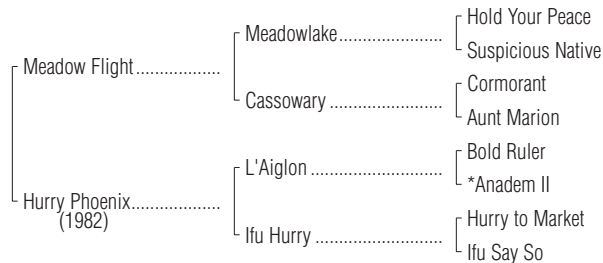 Hold Your Peace
Meadowlake....................
Suspicious Native
Meadow Flight.................
Cormorant
Cassowary ......................
Aunt Marion
Bold Ruler
L'Aiglon ..........................
*Anadem II
Hurry Phoenix..................
(1982)
Hurry to Market
Ifu Hurry .........................
Ifu Say So